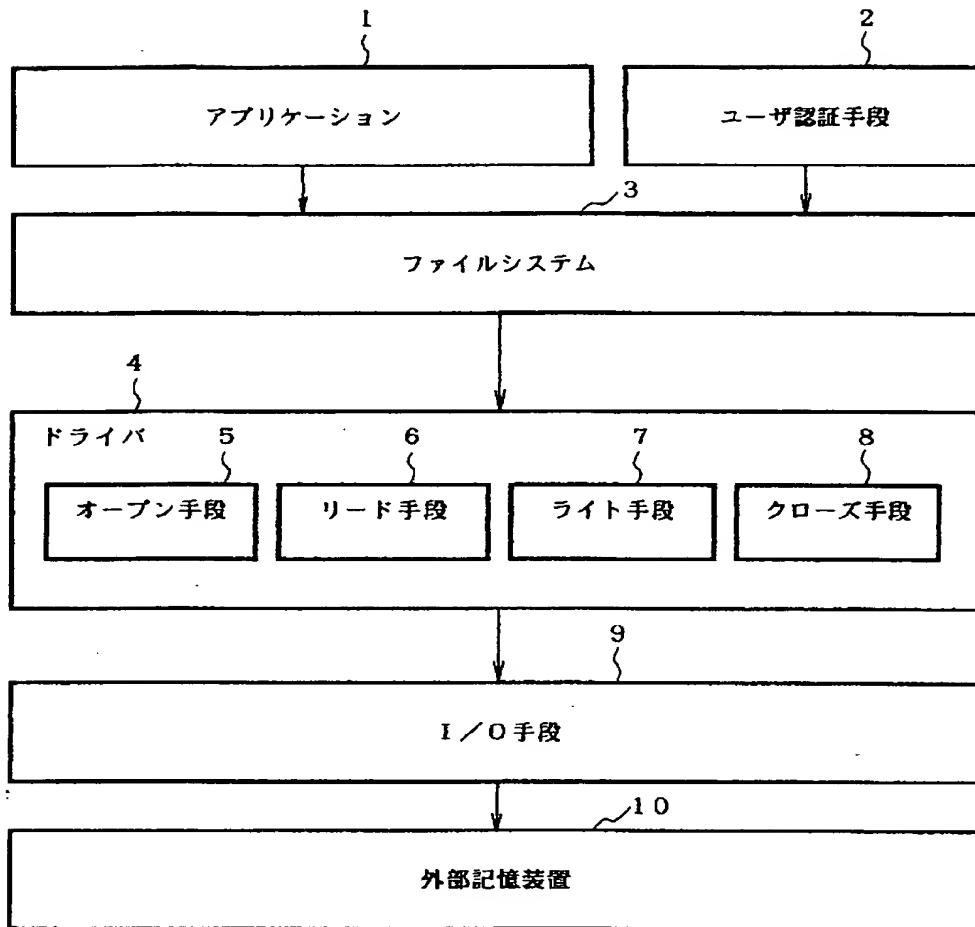 1
2
アプリケーション
ユーザ認証手段
3
ファイルシステム
4
ドライバ
5
6
7
8
オープン手段
リード手段
ライト手段
クローズ手段
9
I/O手段
10
外部記憶装置